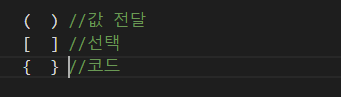 (  ) //값 전달
[  ] //선택
{  } //코드